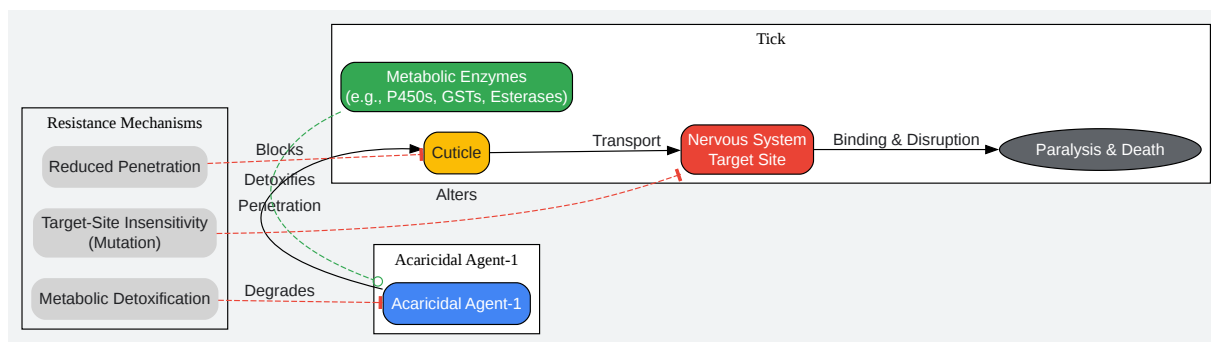 Tick
Metabolic Enzymes
(e.g., P450s, GSTs, Esterases)
Resistance Mechanisms
Reduced Penetration
Blocks
Cuticle
Transport
Nervous System
Target Site
Binding & Disruption
Paralysis & Death
Detoxifies
Alters
Penetration
Target-Site Insensitivity
(Mutation)
Acaricidal Agent-1
Metabolic Detoxification
Degrades
Acaricidal Agent-1